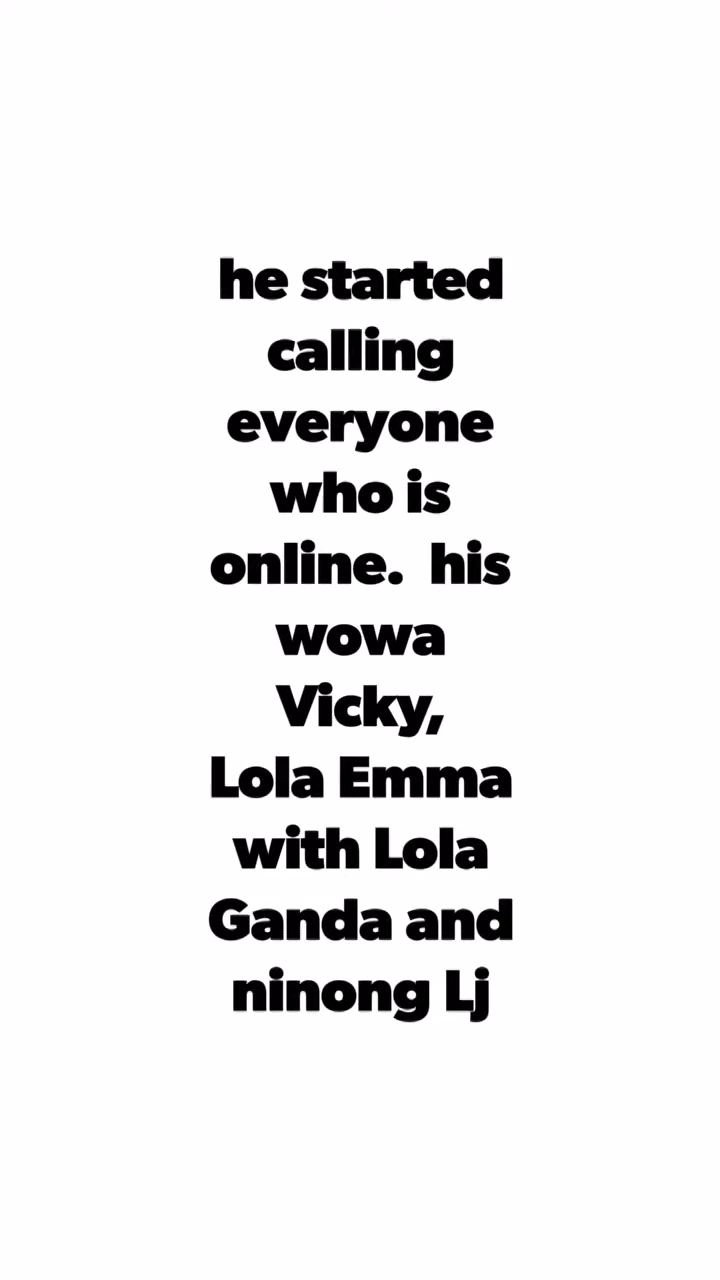 he started
calling
everyone
who is
online.  his
wowa
Vicky,
Lola Emma
with Lola
Ganda and
ninong Lj